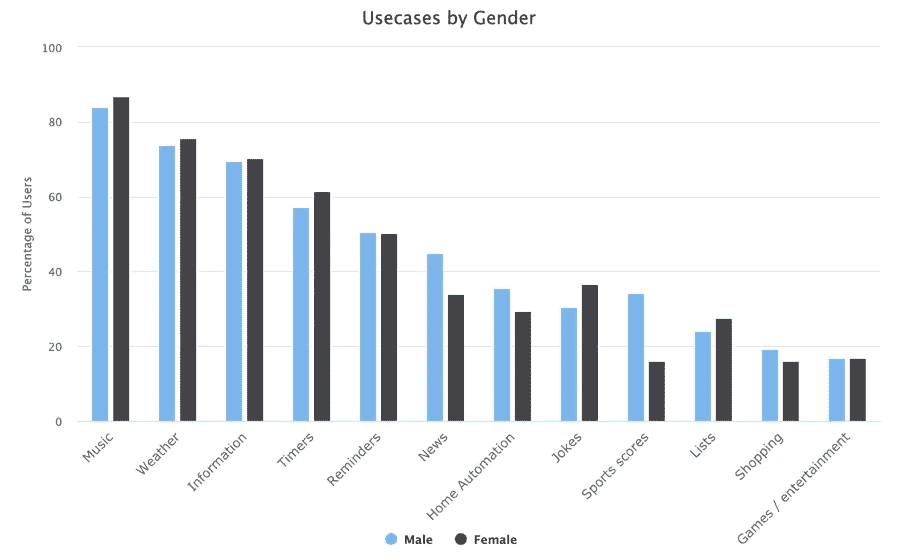 Usecases by Gender
Percentage of Users
100
80
60
40
20
0
Music
Weather
Information
Timers
Reminders
News
Home Automation
Jokes
Sports scores
Lists
Shopping
Games / entertainment
Male
Female